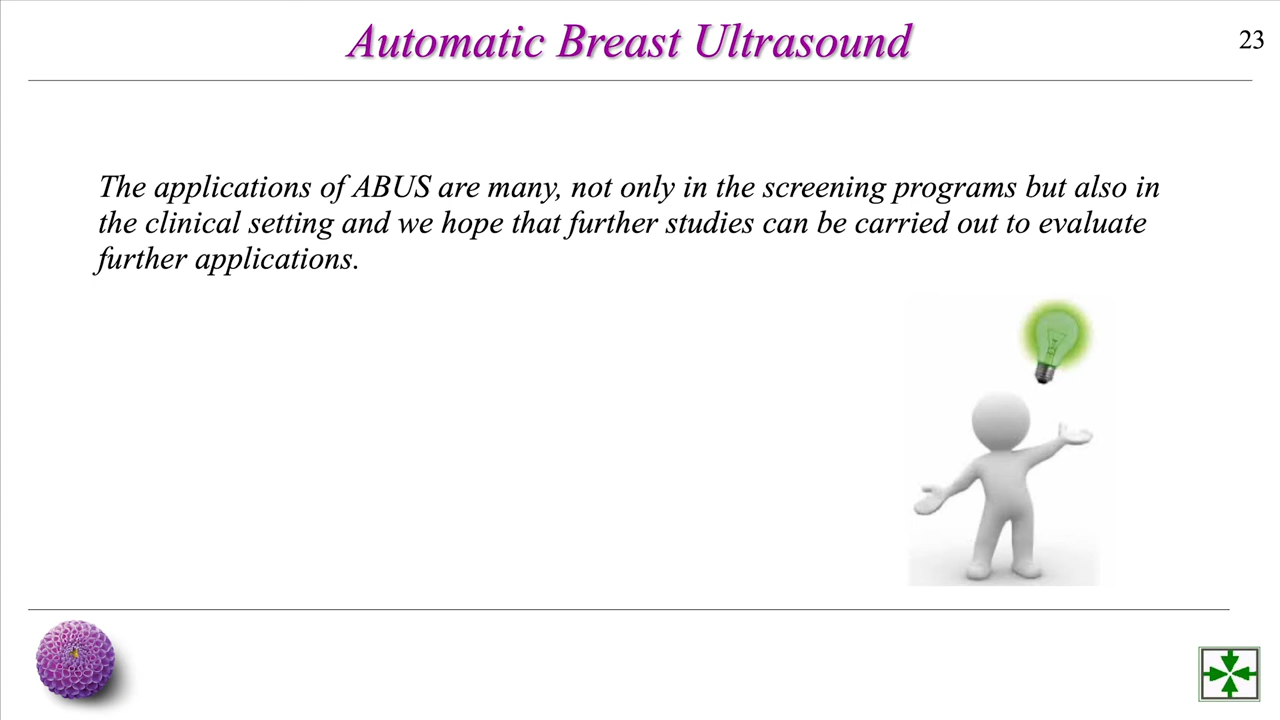 Automatic Breast Ultrasound
23
The applications of ABUS are many, not only in the screening programs but also in
the clinical setting and we hope that further studies can be carried out to evaluate
further applications.